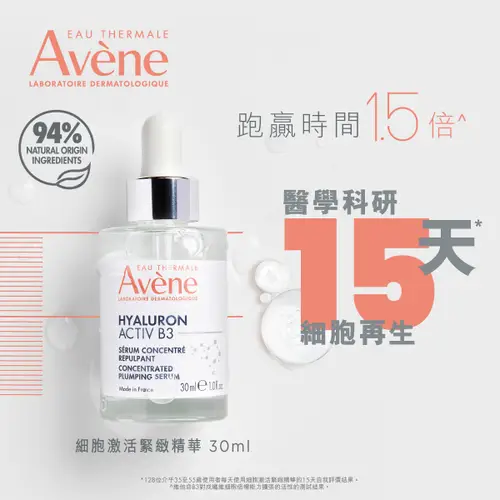 EAU THERMALE
Avène
LABORATOIRE DERMATOLOGIQUE
94%
NATURAL ORIGIN
INGREDIENTS
跑贏時間1.5倍^
醫學科研
15天*
細胞再生
EAU THERMALE
Avène
LABORATOIRE DERMATOLOGIQUE
HYALURON
ACTIV B3
SÉRUM CONCENTRÉ
REPULPANT
CONCENTRATED
PLUMPING SERUM
Made in France
30 ml ℮ 1.0 fl.oz.
細胞激活緊緻精華 30ml